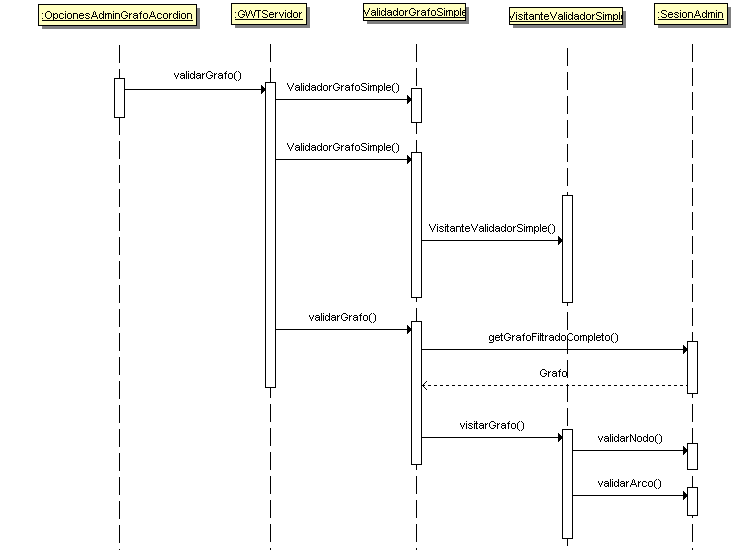 :OpcionesAdminGrafoAcordion
:GWTServidor
ValidadorGrafoSimple
VisitanteValidadorSimple
:SesionAdmin
validarGrafo()
ValidadorGrafoSimple()
ValidadorGrafoSimple()
VisitanteValidadorSimple()
validarGrafo()
getGrafoFiltradoCompleto()
Grafo
visitarGrafo()
validarNodo()
validarArco()